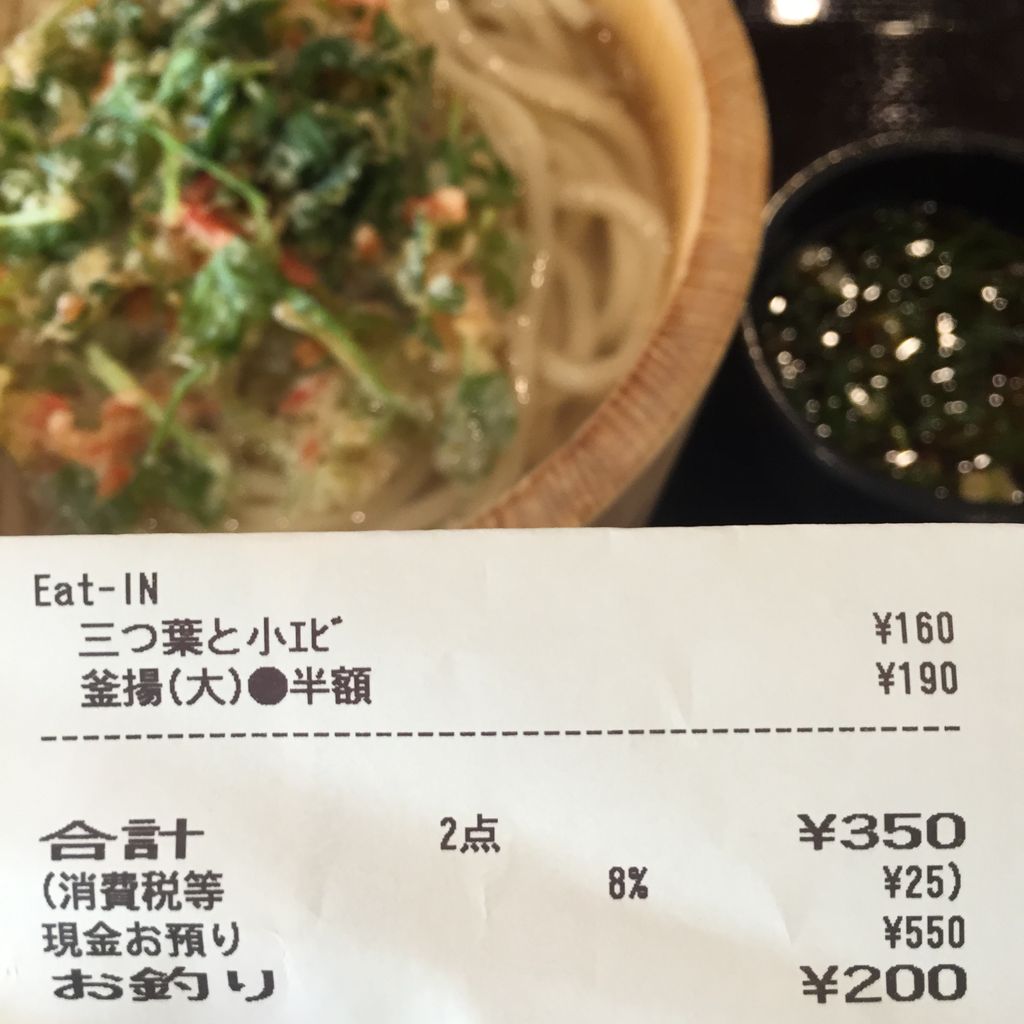 Eat-IN
三つ葉と小ｴﾋﾞ ¥160
釜揚(大)●半額 ¥190
合計 2点 ¥350
(消費税等 8% ¥25)
現金お預り ¥550
お釣り ¥200